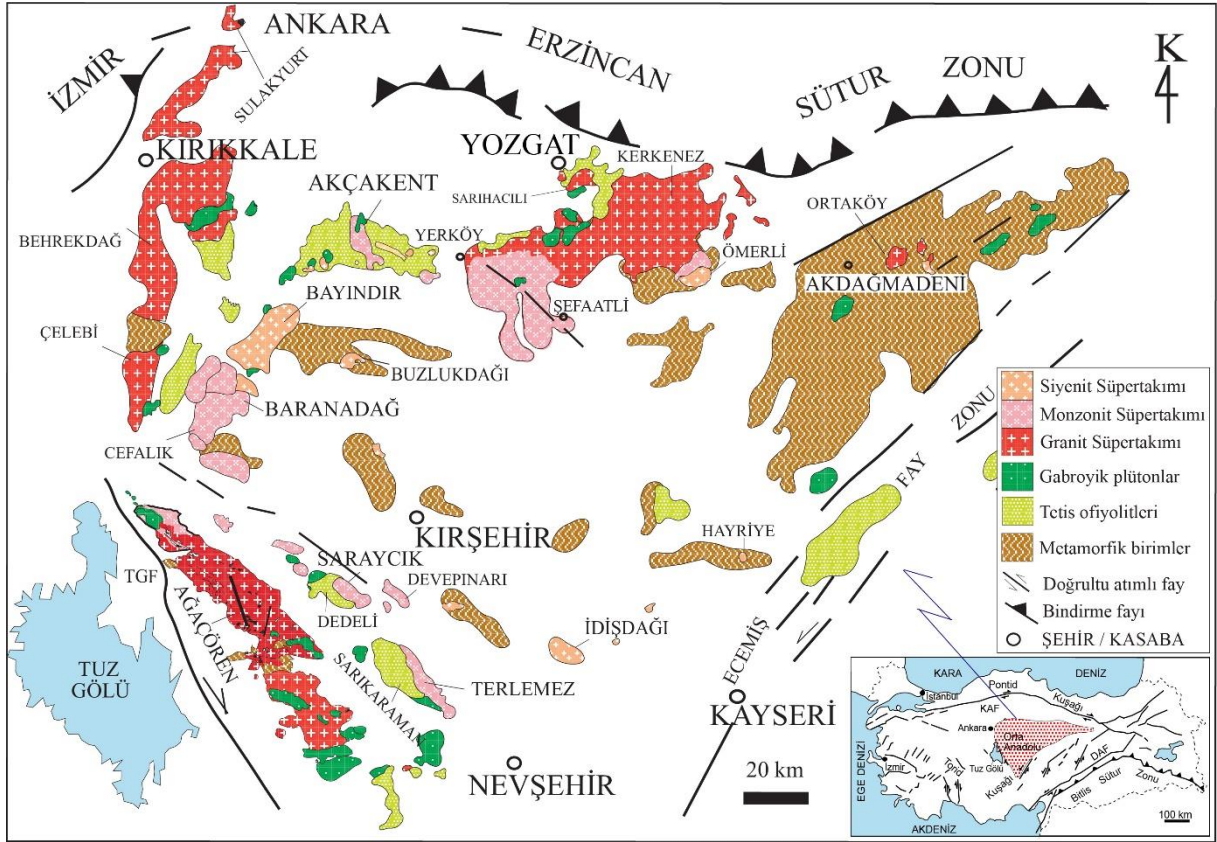 ANKARA
SULAKYURT
İZMİR
ERZİNCAN
SÜTUR
ZONU
K
KIRIKKALE
YOZGAT
KERKENEZ
SARIHACILI
AKÇAKENT
YERKÖY
ORTAKÖY
ÖMERLİ
AKDAĞMADENİ
BEHREKDAĞ
BAYINDIR
ŞEFAATLİ
ÇELEBİ
BUZLUKDAĞI
BARANADAĞ
CEFALIK
KIRŞEHİR
HAYRİYE
SARAYCIK
DEVEPINARI
DEDELİ
İDİŞDAĞI
TGF
AĞAÇÖREN
TUZ
GÖLÜ
SARIKARAMAN
TERLEMEZ
NEVŞEHİR
KAYSERİ
ECEMİŞ
FAY
ZONU
20 km
Siyenit Süpertakımı
Monzonit Süpertakımı
Granit Süpertakımı
Gabroyik plütonlar
Tetis ofiyolitleri
Metamorfik birimler
Doğrultu atımlı fay
Bindirme fayı
ŞEHİR / KASABA
KARA
DENİZ
Pontid
Kuşağı
İstanbul
KAF
Ankara
Orta
Anadolu
EGE DENİZİ
İzmir
Tuz Gölü
Torid
Kuşağı
DAF
Bitlis
Sütur
Zonu
AKDENİZ
100 km